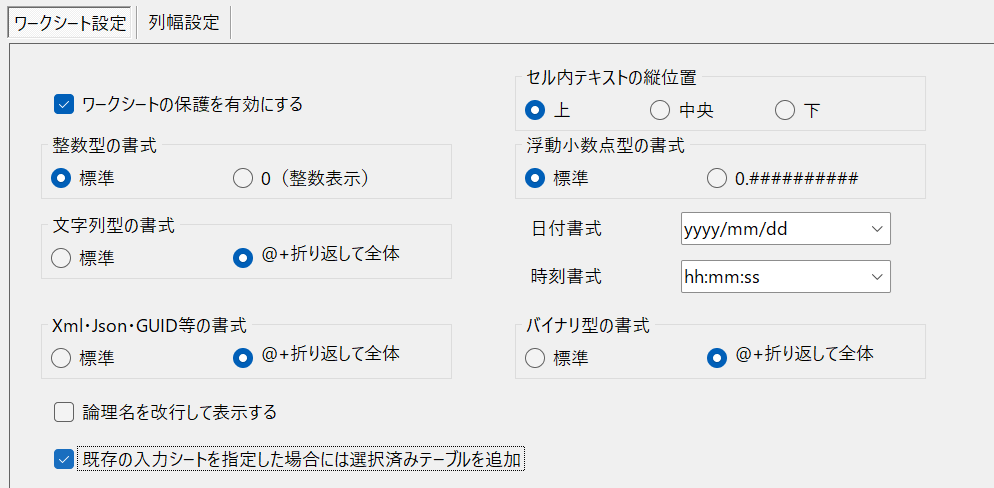 ワークシート設定
列幅設定
ワークシートの保護を有効にする
セル内テキストの縦位置
上
中央
下
整数型の書式
標準
0（整数表示）
浮動小数点型の書式
標準
0.##########
文字列型の書式
標準
@+折り返して全体
日付書式
yyyy/mm/dd
時刻書式
hh:mm:ss
Xml・Json・GUID等の書式
標準
@+折り返して全体
バイナリ型の書式
標準
@+折り返して全体
論理名を改行して表示する
既存の入力シートを指定した場合には選択済みテーブルを追加